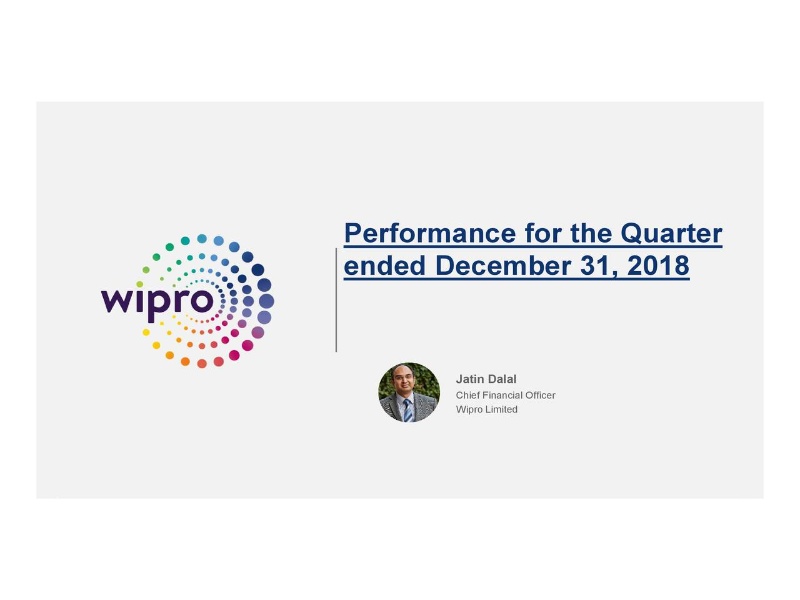 Performance for the Quarter
ended December 31, 2018
wipro
Jatin Dalal
Chief Financial Officer
Wipro Limited